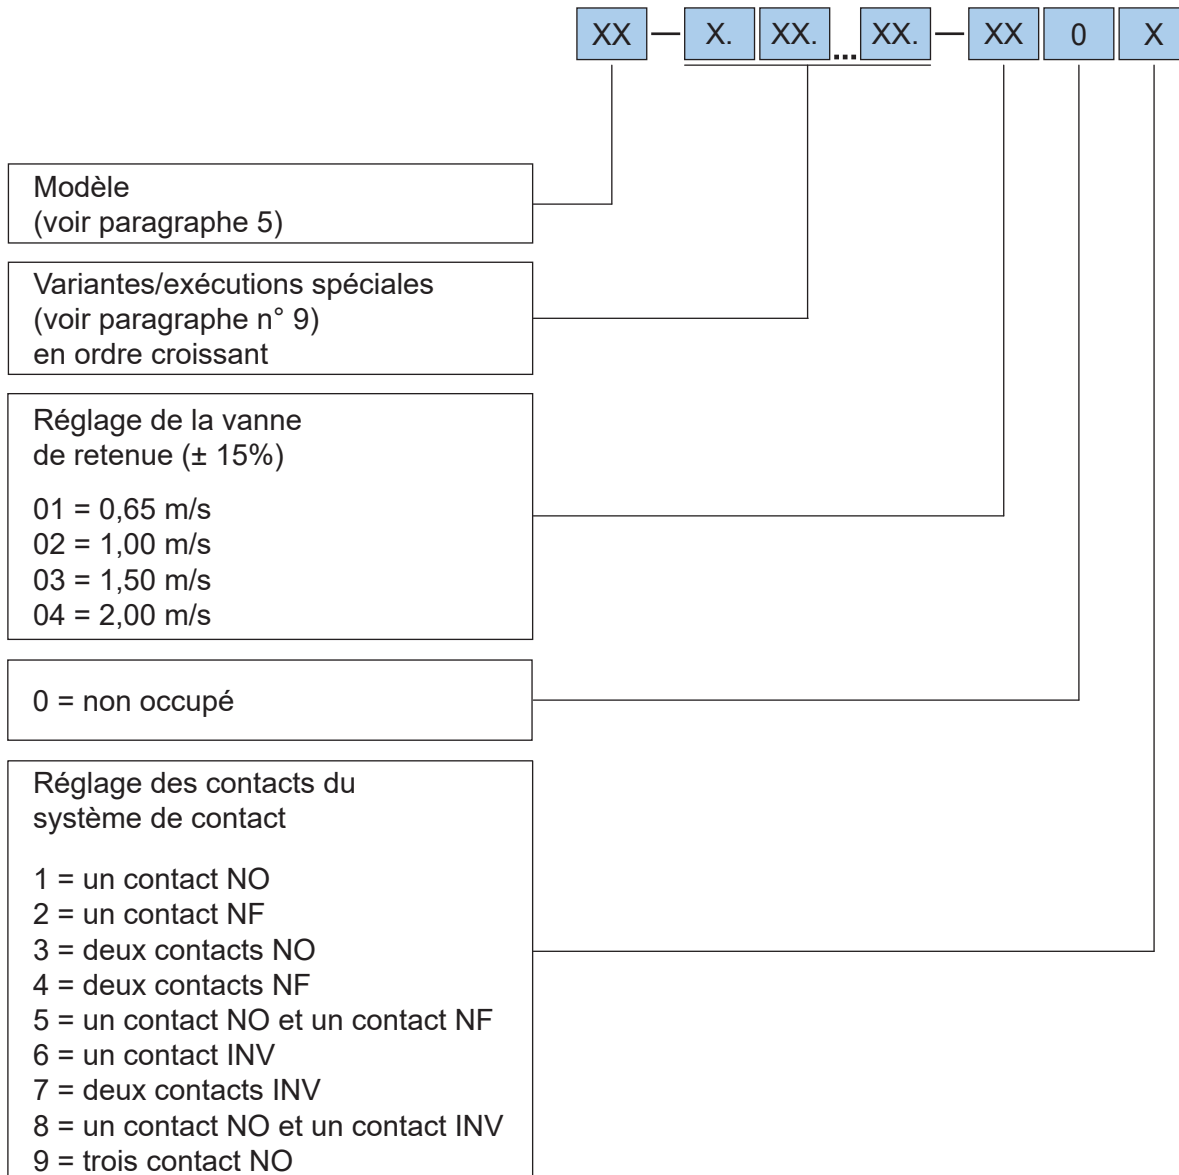 XX — X. XX. ... XX. — XX 0 X
Modèle
(voir paragraphe 5)
Variantes/exécutions spéciales
(voir paragraphe n° 9)
en ordre croissant
Réglage de la vanne
de retenue (± 15%)
01 = 0,65 m/s
02 = 1,00 m/s
03 = 1,50 m/s
04 = 2,00 m/s
0 = non occupé
Réglage des contacts du
système de contact
1 = un contact NO
2 = un contact NF
3 = deux contacts NO
4 = deux contacts NF
5 = un contact NO et un contact NF
6 = un contact INV
7 = deux contacts INV
8 = un contact NO et un contact INV
9 = trois contact NO